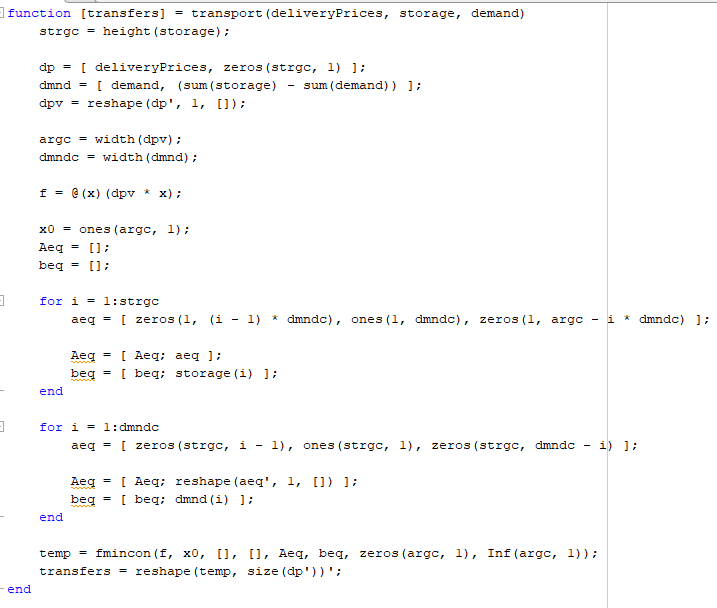 function [transfers] = transport(deliveryPrices, storage, demand)
    strgc = height(storage);

    dp = [ deliveryPrices, zeros(strgc, 1) ];
    dmnd = [ demand, (sum(storage) - sum(demand)) ];
    dpv = reshape(dp', 1, []);

    argc = width(dpv);
    dmndc = width(dmnd);

    f = @(x)(dpv * x);

    x0 = ones(argc, 1);
    Aeq = [];
    beq = [];

    for i = 1:strgc
        aeq = [ zeros(1, (i - 1) * dmndc), ones(1, dmndc), zeros(1, argc - i * dmndc) ];

        Aeq = [ Aeq; aeq ];
        beq = [ beq; storage(i) ];
    end

    for i = 1:dmndc
        aeq = [ zeros(strgc, i - 1), ones(strgc, 1), zeros(strgc, dmndc - i) ];

        Aeq = [ Aeq; reshape(aeq', 1, []) ];
        beq = [ beq; dmnd(i) ];
    end

    temp = fmincon(f, x0, [], [], Aeq, beq, zeros(argc, 1), Inf(argc, 1));
    transfers = reshape(temp, size(dp'))';
end